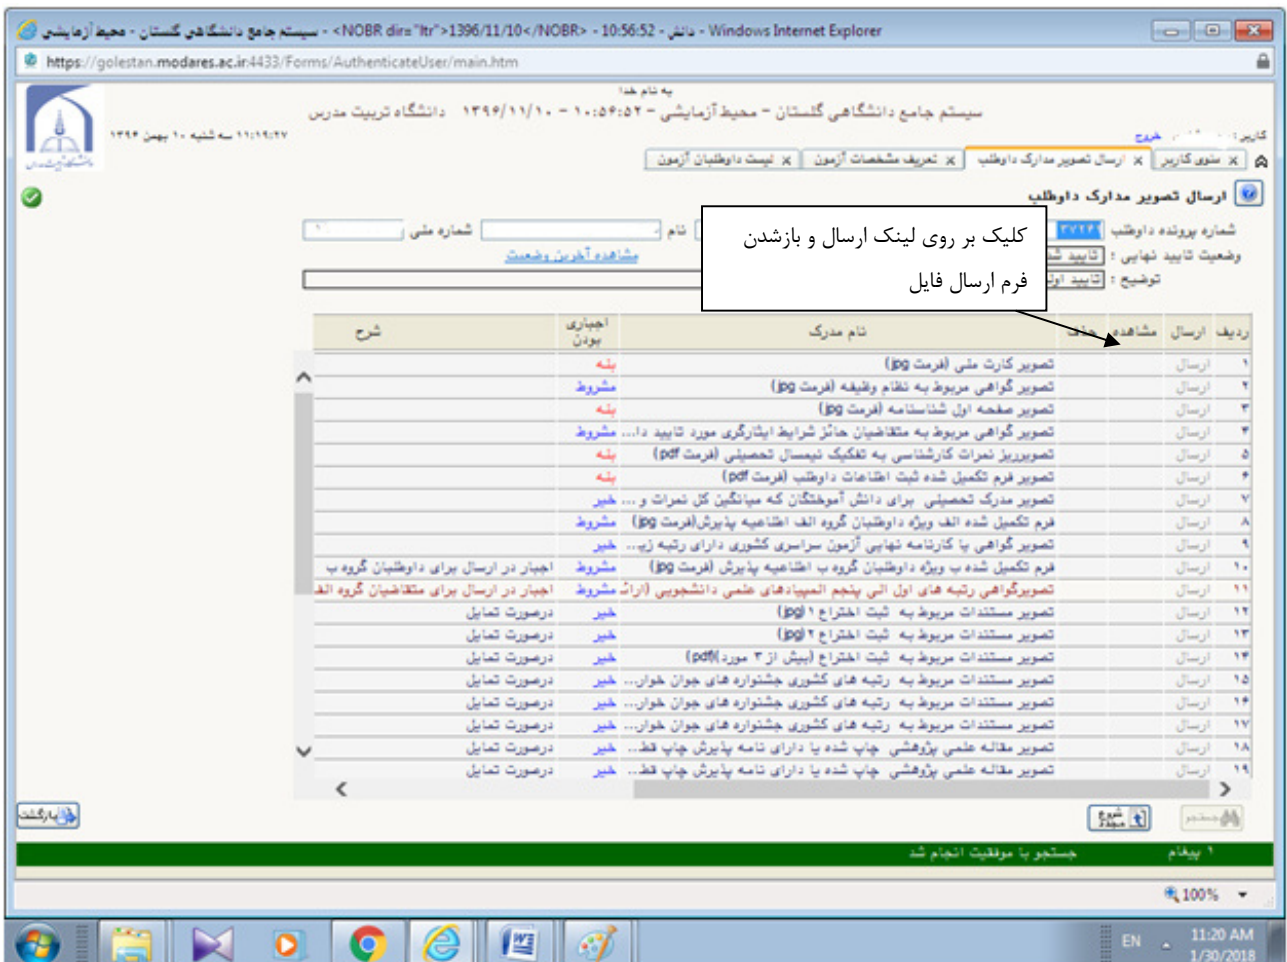 سیستم جامع دانشگاهی گلستان - محیط آزمایشی - <NOBR dir="ltr">1396/11/10</NOBR> - 10:56:52 - دانش - Windows Internet Explorer
https://golestan.modares.ac.ir:4433/Forms/AuthenticateUser/main.htm
به نام خدا
سیستم جامع دانشگاهی گلستان - محیط آزمایشی - ۱۰:۵۶:۵۲ - ۱۳۹۶/۱۱/۱۰ دانشگاه تربیت مدرس
۱۱:۱۹:۲۷ سه شنبه ۱۰ بهمن ۱۳۹۶
کاربر : خروج
منوی کاربر x ارسال تصویر مدارک داوطلب x تعریف مشخصات آزمون x لیست داوطلبان آزمون x
ارسال تصویر مدارک داوطلب
شماره پرونده داوطلب نام شماره ملی
وضعیت تایید نهایی : تایید مشاهده آخرین وضعیت
توضیح : تایید
کلیک بر روی لینک ارسال و بازشدن
فرم ارسال فایل
ردیف ارسال مشاهده حذف نام مدرک اجباری بودن شرح
۱ ارسال تصویر کارت ملی (فرمت jpg) بله
۲ ارسال تصویر گواهی مربوط به نظام وظیفه (فرمت jpg) مشروط
۳ ارسال تصویر صفحه اول شناسنامه (فرمت jpg) بله
۴ ارسال تصویر گواهی مربوط به متقاضیان حائز شرایط ایثارگری مورد تایید دا... مشروط
۵ ارسال تصویرریز نمرات کارشناسی به تفکیک نیمسال تحصیلی (فرمت pdf) بله
۶ ارسال تصویر فرم تکمیل شده ثبت اطلاعات داوطلب (فرمت pdf) بله
۷ ارسال تصویر مدرک تحصیلی برای دانش آموختگان که میانگین کل نمرات و ... خیر
۸ ارسال فرم تکمیل شده الف ویژه داوطلبان گروه الف اطلاعیه پذیرش(فرمت jpg) مشروط
۹ ارسال تصویر گواهی یا کارنامه نهایی آزمون سراسری کشوری دارای رتبه زیر... خیر
۱۰ ارسال فرم تکمیل شده ب ویژه داوطلبان گروه ب اطلاعیه پذیرش (فرمت jpg) مشروط اجبار در ارسال برای داوطلبان گروه ب
۱۱ ارسال تصویرگواهی رتبه های اول الی پنجم المپیادهای علمی دانشجویی (ارائ مشروط اجبار در ارسال برای متقاضیان گروه الف
۱۲ ارسال تصویر مستندات مربوط به ثبت اختراع ۱ (jpg) خیر درصورت تمایل
۱۳ ارسال تصویر مستندات مربوط به ثبت اختراع ۲ (jpg) خیر درصورت تمایل
۱۴ ارسال تصویر مستندات مربوط به ثبت اختراع (بیش از ۳ مورد)(pdf) خیر درصورت تمایل
۱۵ ارسال تصویر مستندات مربوط به رتبه های کشوری جشنواره های جوان خوار... خیر درصورت تمایل
۱۶ ارسال تصویر مستندات مربوط به رتبه های کشوری جشنواره های جوان خوار... خیر درصورت تمایل
۱۷ ارسال تصویر مستندات مربوط به رتبه های کشوری جشنواره های جوان خوار... خیر درصورت تمایل
۱۸ ارسال تصویر مقاله علمی پژوهشی چاپ شده یا دارای نامه پذیرش چاپ قط... خیر درصورت تمایل
۱۹ ارسال تصویر مقاله علمی پژوهشی چاپ شده یا دارای نامه پذیرش چاپ قط... خیر درصورت تمایل
جستجو شروع مجدد بازگشت
۱ پیغام جستجو با موفقیت انجام شد
100%
EN 11:20 AM
1/30/2018